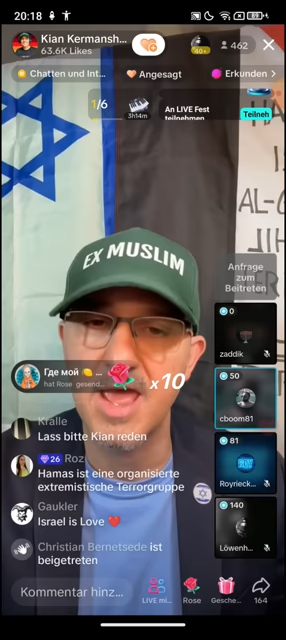 20:18
Kian Kermansh...
63.6K Likes
40+
462
Chatten und Int...
Angesagt
Erkunden >
1/6
3h14m
An LIVE Fest
teilnehmen
Teilneh
AL-
EX MUSLIM
Anfrage
zum
Beitreten
0
zaddik
50
cboom81
81
Royrieck...
140
Löwenh...
Где мой 🍋 ...
hat Rose gesend...
x10
Kralle
Lass bitte Kian reden
26 Roz
Hamas ist eine organisierte
extremistische Terrorgruppe
Gaukler
Israel is Love ❤️
Christian Bernetsede ist
beigetreten
Kommentar hinz...
LIVE mi...
Rose
Gesche...
164